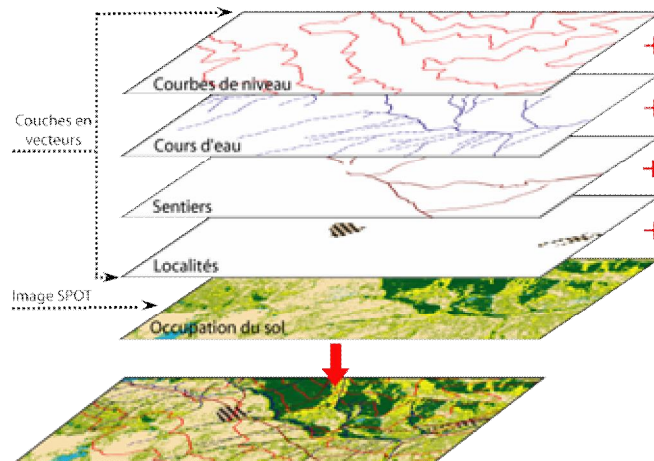 Courbes de niveau
Couches en
vecteurs
Cours d'eau
Sentiers
Localités
Image SPOT
Occupation du sol